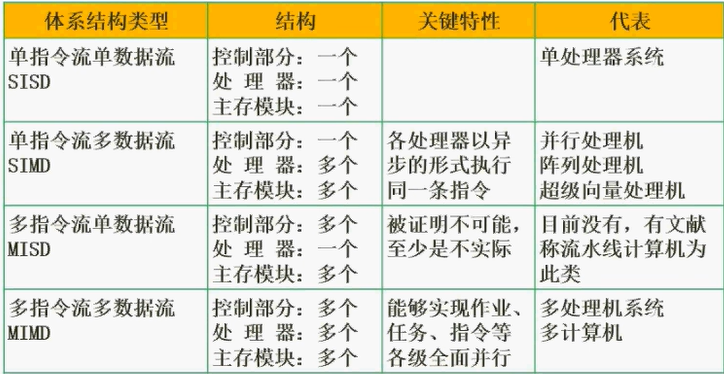 体系结构类型 结构 关键特性 代表
单指令流单数据流
SISD
控制部分：一个
处 理 器：一个
主存模块：一个
单处理器系统
单指令流多数据流
SIMD
控制部分：一个
处 理 器：多个
主存模块：多个
各处理器以异
步的形式执行
同一条指令
并行处理机
阵列处理机
超级向量处理机
多指令流单数据流
MISD
控制部分：多个
处 理 器：一个
主存模块：多个
被证明不可能，
至少是不实际
目前没有，有文献
称流水线计算机为
此类
多指令流多数据流
MIMD
控制部分：多个
处 理 器：多个
主存模块：多个
能够实现作业、
任务、指令等
各级全面并行
多处理机系统
多计算机